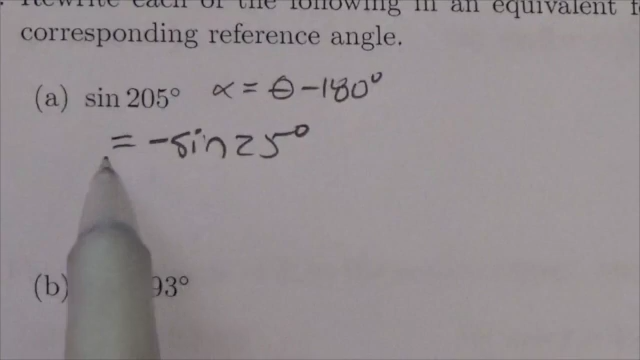 Rewrite each of the following in an equivalent
corresponding reference angle.
(a) sin 205° α = θ - 180°
= -sin 25°
(b) 93°